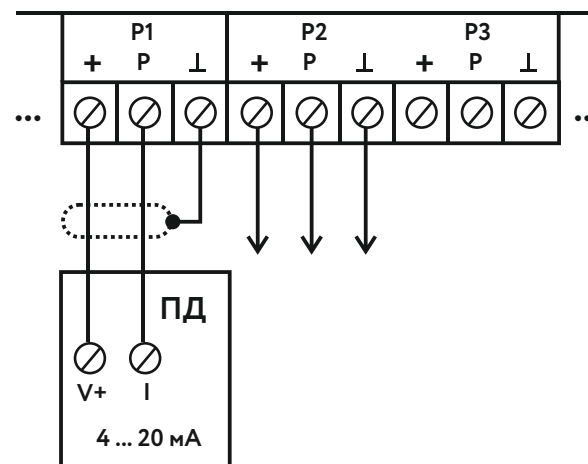 P1 P2 P3
+ P ⊥ + P ⊥ + P ⊥
... ..
ПД
V+ I
4 ... 20 мА